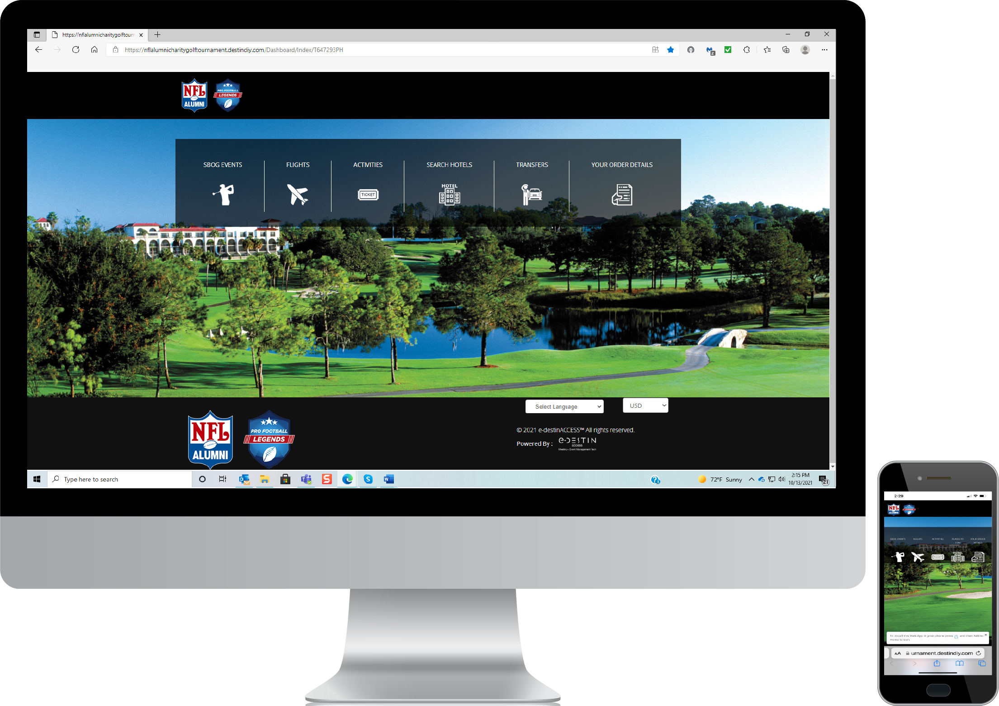 https://nflalumnicharitygolftourn
https://nflalumnicharitygolftournament.destindiy.com/Dashboard/Index/T647293PH
2
NFL
ALUMNI
PRO FOOTBALL
LEGENDS
SBOG EVENTS
FLIGHTS
ACTIVITIES
SEARCH HOTELS
TRANSFERS
YOUR ORDER DETAILS
TICKET
HOTEL
Select Language
USD
NFL
ALUMNI
PRO FOOTBALL
LEGENDS
© 2021 e-destinACCESS™ All rights reserved.
Powered By :
e-DESTIN
access
Meeting + Event Management Tech
Type here to search
72°F Sunny
2:15 PM
10/13/2021
21
2:29
NFL
ALUMNI
SBOG EVENTS
FLIGHTS
ACTIVITIES
PLACES TO
STAY
YOUR ORDER
DETAILS
TICKET
HOTEL
To install this Web App in your phone press and then Add to
Home Screen.
AA urnament.destindiy.com